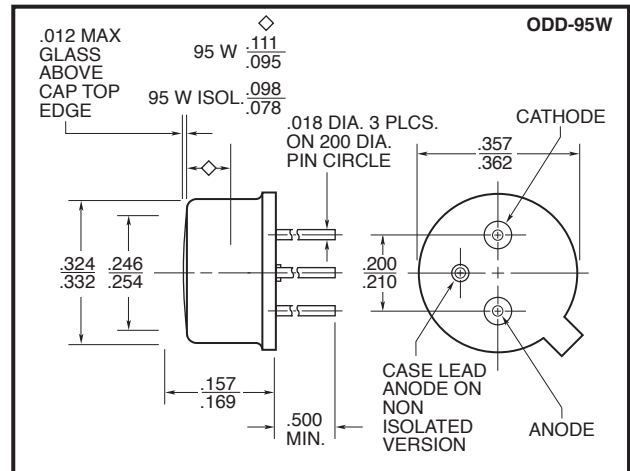 ODD-95W
.012 MAX
GLASS
ABOVE
CAP TOP
EDGE
95 W .111
.095
95 W ISOL. .098
.078
.018 DIA. 3 PLCS.
ON 200 DIA.
PIN CIRCLE
CATHODE
.357
.362
.324
.332
.246
.254
.200
.210
.157
.169
.500
MIN.
CASE LEAD
ANODE ON
NON
ISOLATED
VERSION
ANODE